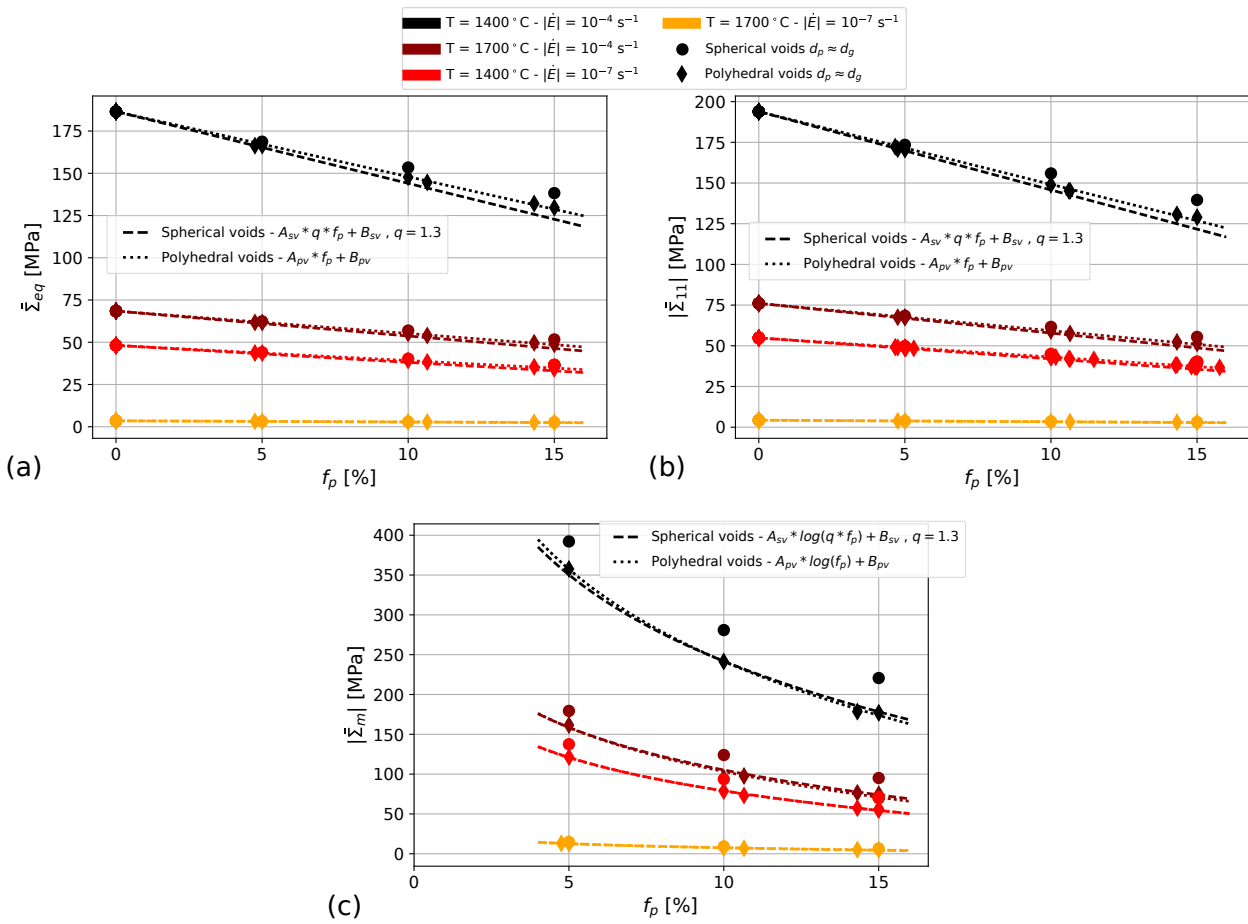 T = 1400 °C - |Ė| = 10⁻⁴ s⁻¹
T = 1700 °C - |Ė| = 10⁻⁴ s⁻¹
T = 1400 °C - |Ė| = 10⁻⁷ s⁻¹
T = 1700 °C - |Ė| = 10⁻⁷ s⁻¹
Spherical voids d_p ≈ d_g
Polyhedral voids d_p ≈ d_g
175
150
125
100
75
50
25
0
Σ̄_eq [MPa]
Spherical voids - A_sv * q * f_p + B_sv , q = 1.3
Polyhedral voids - A_pv * f_p + B_pv
0 5 10 15
f_p [%]
(a)
200
175
150
125
100
75
50
25
0
|Σ̄_11| [MPa]
Spherical voids - A_sv * q * f_p + B_sv , q = 1.3
Polyhedral voids - A_pv * f_p + B_pv
0 5 10 15
f_p [%]
(b)
400
350
300
250
200
150
100
50
0
|Σ̄_m| [MPa]
Spherical voids - A_sv * log(q * f_p) + B_sv , q = 1.3
Polyhedral voids - A_pv * log(f_p) + B_pv
0 5 10 15
f_p [%]
(c)